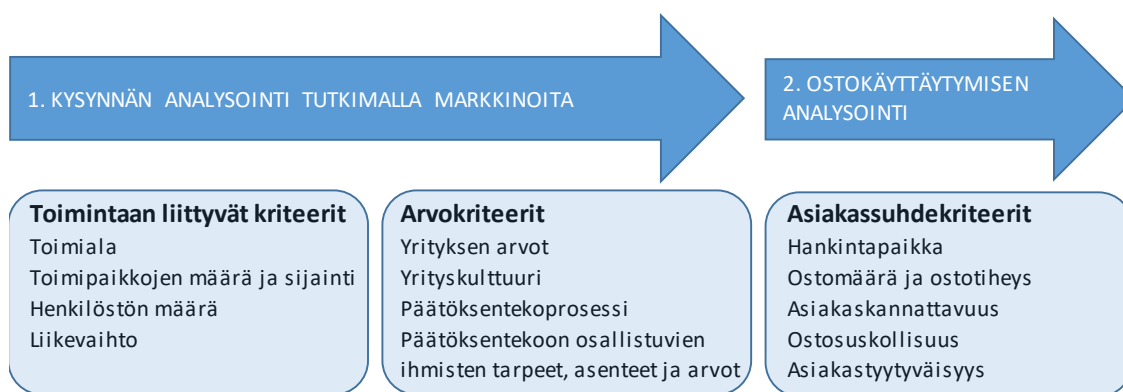 1. KYSYNNÄN ANALYSOINTI TUTKIMALLA MARKKINOITA
2. OSTOKÄYTTÄYTYMISEN
ANALYSOINTI
Toimintaan liittyvät kriteerit
Toimiala
Toimipaikkojen määrä ja sijainti
Henkilöstön määrä
Liikevaihto
Arvokriteerit
Yrityksen arvot
Yrityskulttuuri
Päätöksentekoprosessi
Päätöksentekoon osallistuvien
ihmisten tarpeet, asenteet ja arvot
Asiakassuhdekriteerit
Hankintapaikka
Ostomäärä ja ostotiheys
Asiakaskannattavuus
Ostosuskollisuus
Asiakastyytyväisyys